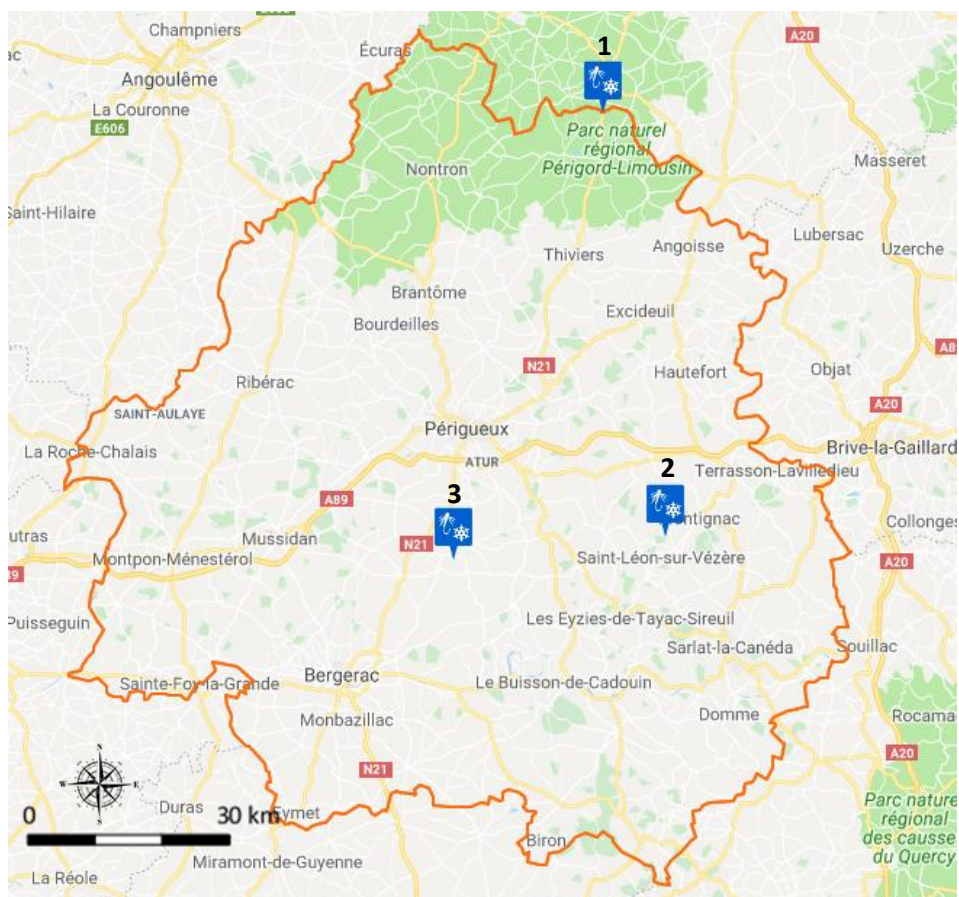 Champniers
A20
Écuras
1
Angoulême
La Couronne
E606
Parc naturel
régional
Périgord-Limousin
Masseret
Nontron
Saint-Hilaire
Lubersac
Angoisse
Uzerche
Thiviers
Brantôme
Excideuil
Bourdeilles
A89
N21
Hautefort
Objat
Ribérac
A20
SAINT-AULAYE
Périgueux
La Roche-Chalais
Brive-la-Gaillard
ATUR
2
Terrasson-Lavilledieu
3
A89
ntignac
Collonges
utras
Mussidan
N21
Montpon-Ménestérol
Saint-Léon-sur-Vézère
A20
89
Puisseguin
Les Eyzies-de-Tayac-Sireuil
Sarlat-la-Canéda
Souillac
Bergerac
Sainte-Foy-la-Grande
Le Buisson-de-Cadouin
Monbazillac
Domme
Rocama
N
A20
W
E
S
N21
0
30 km
Duras
Eymet
Parc nature
régional
des causse
du Quercy
Biron
Miramont-de-Guyenne
La Réole